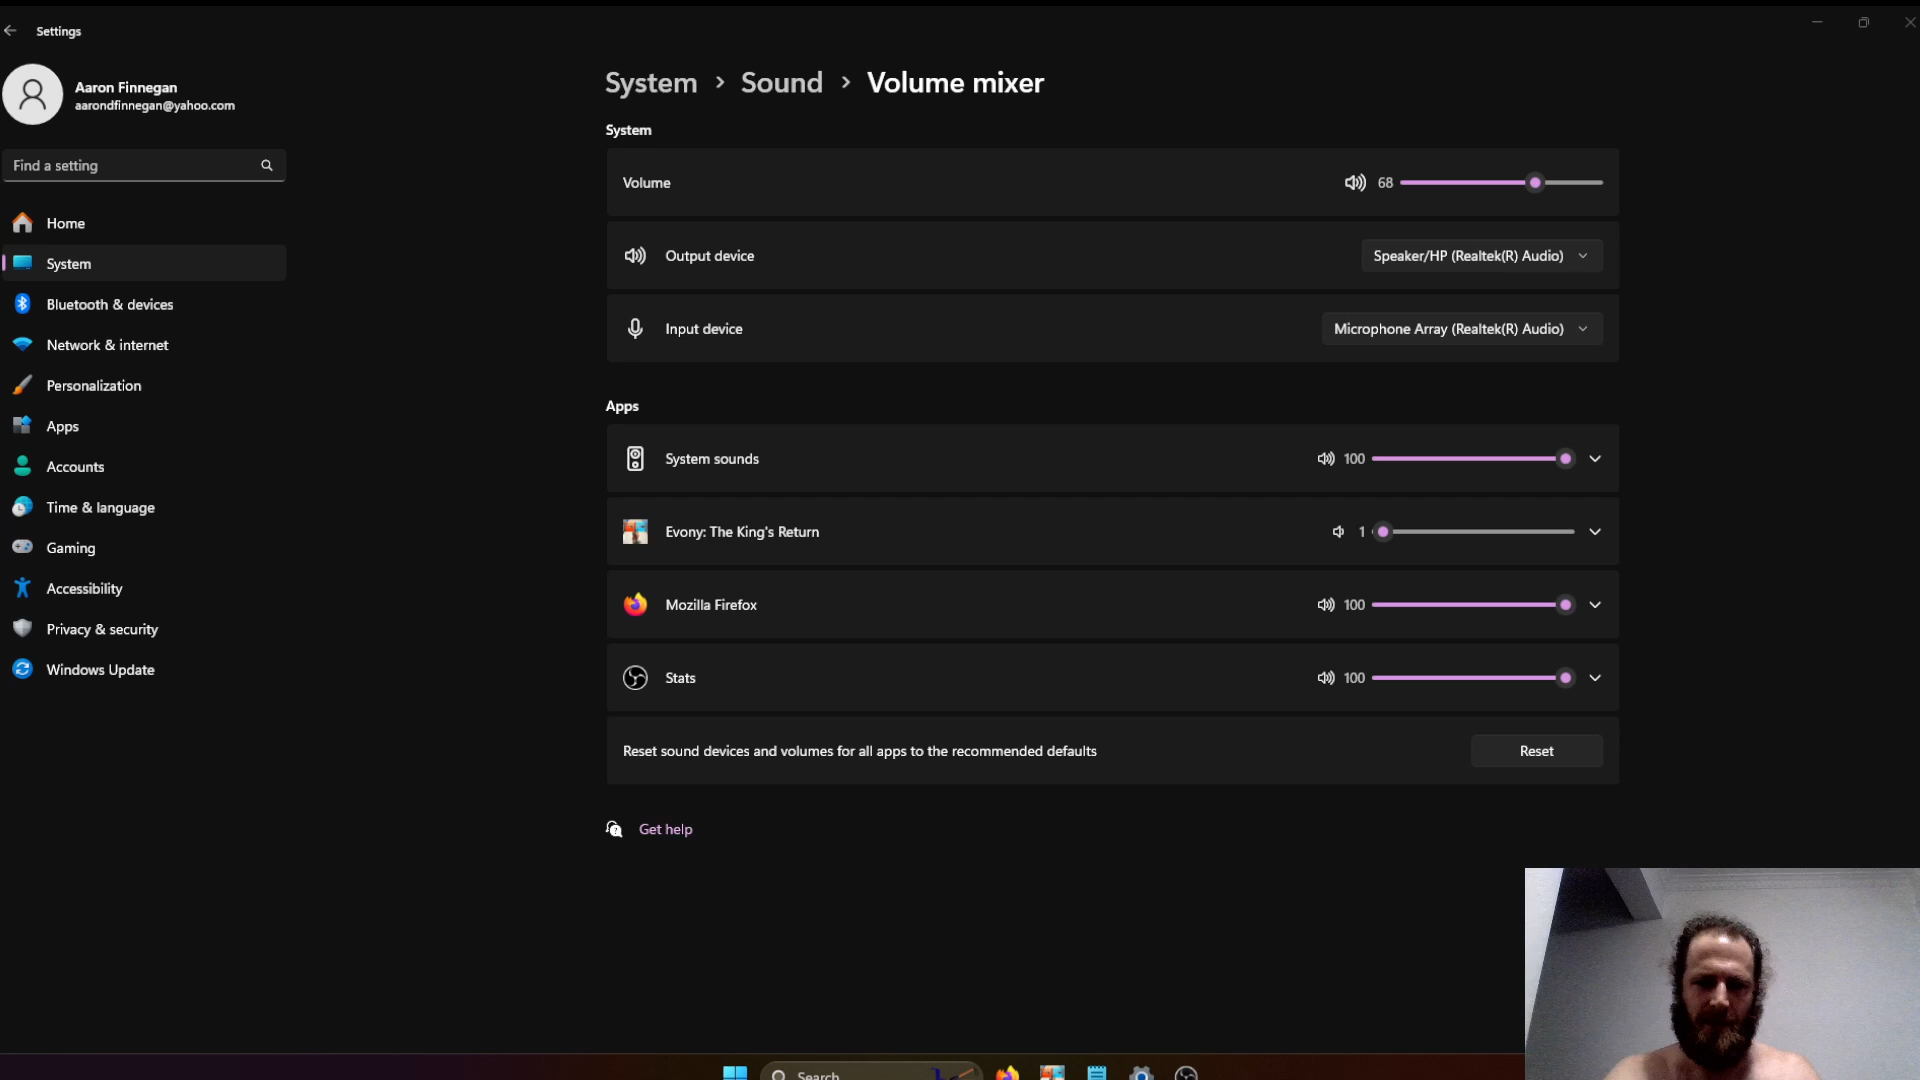 Settings
Aaron Finnegan
aarondfinnegan@yahoo.com
Find a setting
Home
System
Bluetooth & devices
Network & internet
Personalization
Apps
Accounts
Time & language
Gaming
Accessibility
Privacy & security
Windows Update
System > Sound > Volume mixer
System
Volume 68
Output device Speaker/HP (Realtek(R) Audio)
Input device Microphone Array (Realtek(R) Audio)
Apps
System sounds 100
Evony: The King's Return 1
Mozilla Firefox 100
Stats 100
Reset sound devices and volumes for all apps to the recommended defaults Reset
Get help
Search